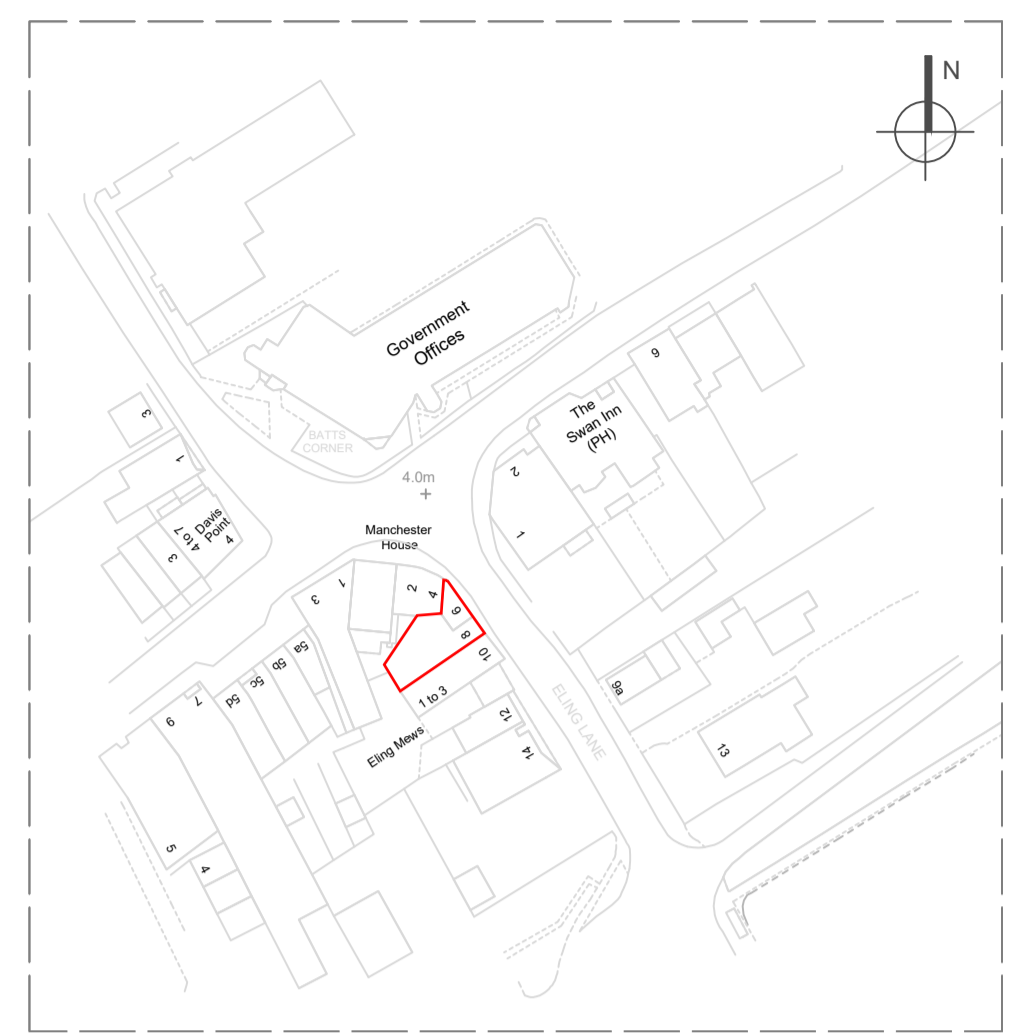 N
Government
Offices
9
The
Swan Inn
(PH)
BATTS
CORNER
3
1
2
4.0m
Davis
Point
4 to 7
4
3
1
Manchester
House
1
3
2
4
6
8
10
5a
5b
5c
5d
7
9
1 to 3
Eling Mews
12
14
ELING LANE
9a
13
5
4